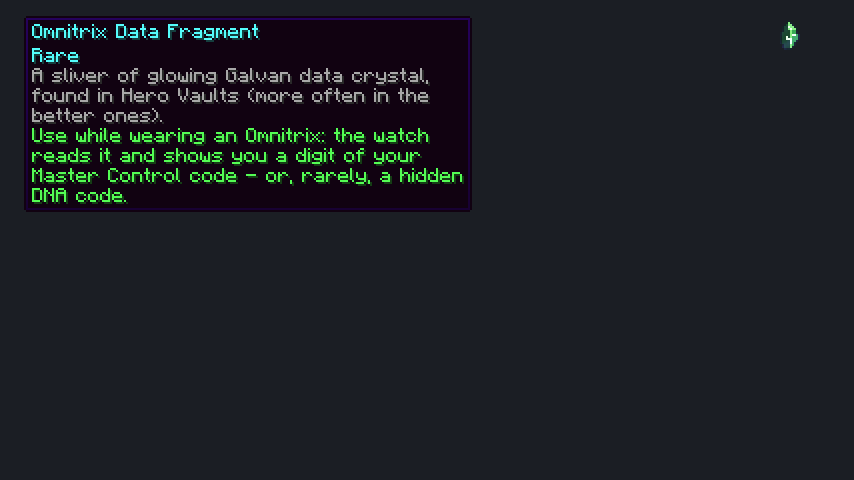 Omnitrix Data Fragment
Rare
A sliver of glowing Galvan data crystal,
found in Hero Vaults (more often in the
better ones).
Use while wearing an Omnitrix: the watch
reads it and shows you a digit of your
Master Control code - or, rarely, a hidden
DNA code.